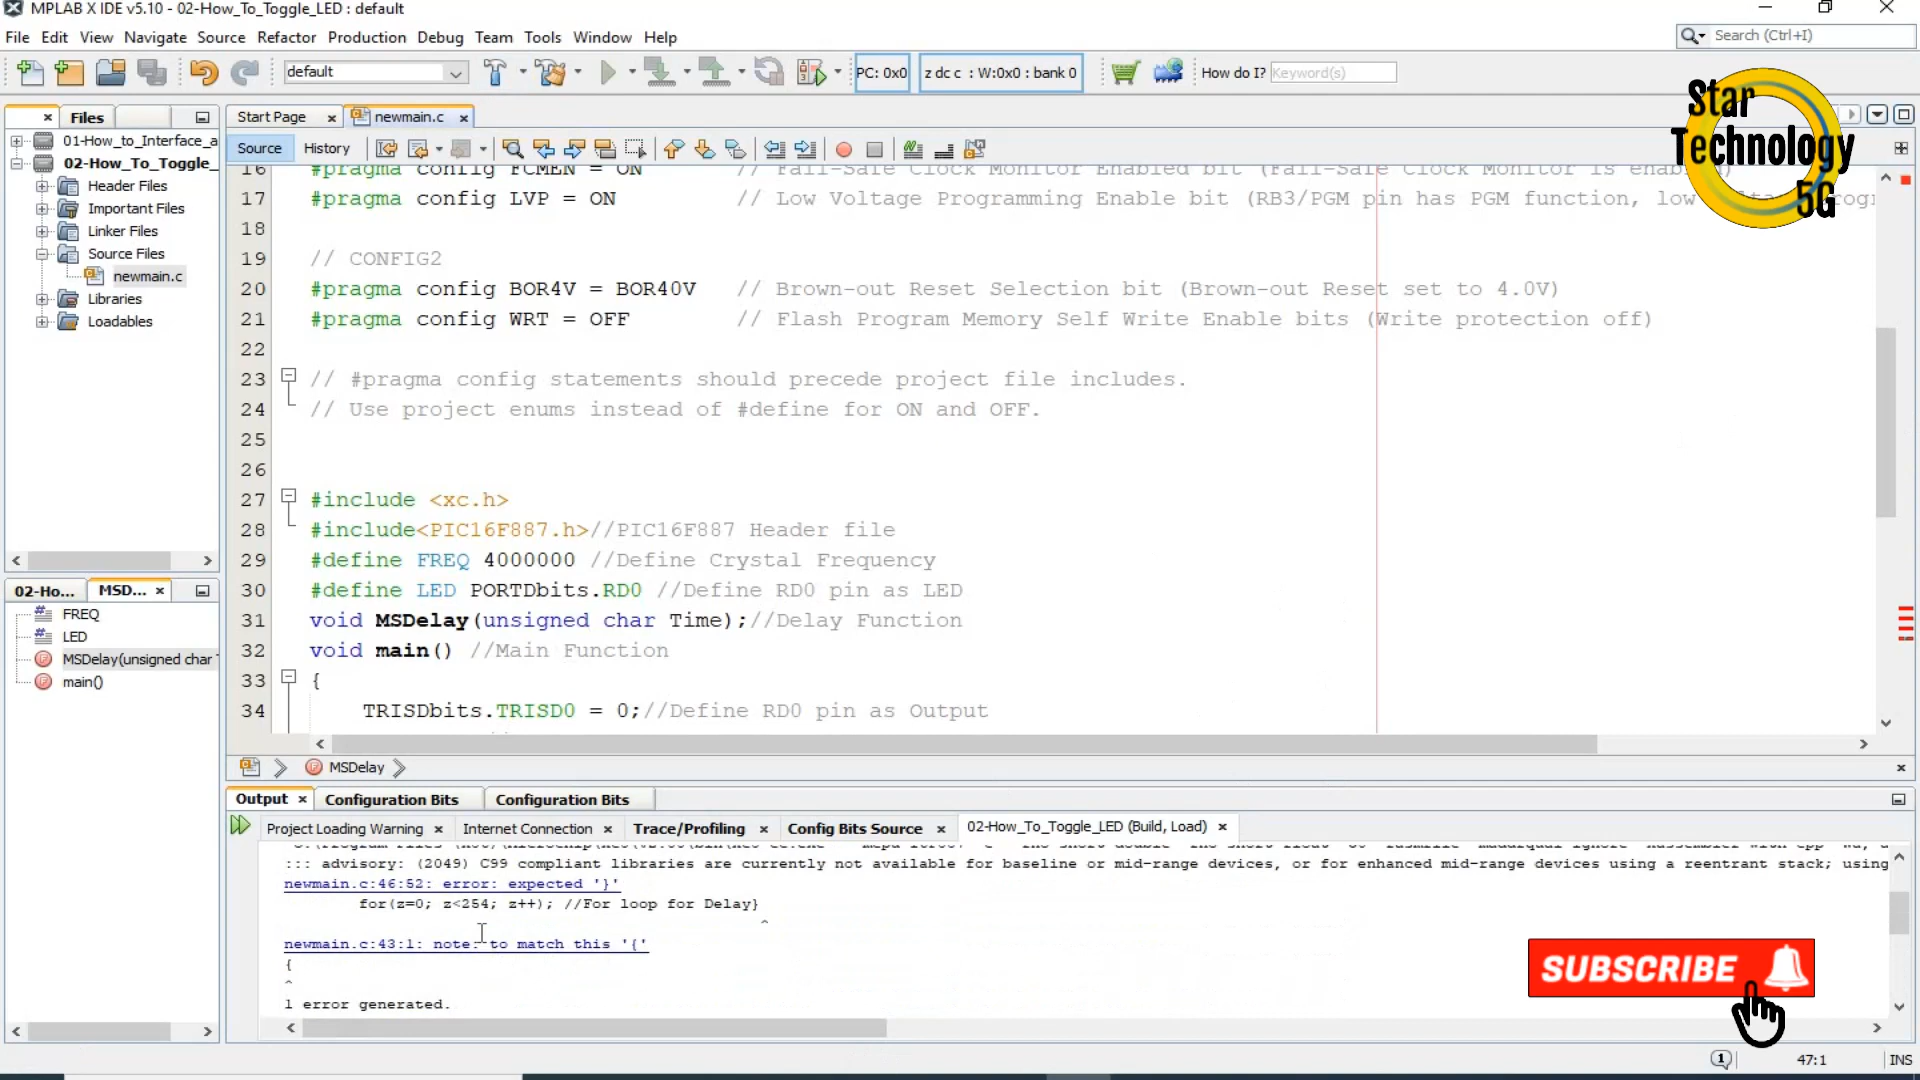 MPLAB X IDE v5.10 - 02-How_To_Toggle_LED : default
File Edit View Navigate Source Refactor Production Debug Team Tools Window Help
Search (Ctrl+I)
default
PC: 0x0
z dc c : W:0x0 : bank 0
How do I?
Keyword(s)
Star
Technology
5G
Files
01-How_to_Interface_a
02-How_To_Toggle_
Header Files
Important Files
Linker Files
Source Files
newmain.c
Libraries
Loadables
Start Page
newmain.c
Source History
16 #pragma config FCMEN = ON // Fail-Safe Clock Monitor Enabled bit (Fail-Safe Clock Monitor is enabled)
17 #pragma config LVP = ON // Low Voltage Programming Enable bit (RB3/PGM pin has PGM function, low
18
19 // CONFIG2
20 #pragma config BOR4V = BOR40V // Brown-out Reset Selection bit (Brown-out Reset set to 4.0V)
21 #pragma config WRT = OFF // Flash Program Memory Self Write Enable bits (Write protection off)
22
23 // #pragma config statements should precede project file includes.
24 // Use project enums instead of #define for ON and OFF.
25
26
27 #include <xc.h>
28 #include<PIC16F887.h>//PIC16F887 Header file
29 #define FREQ 4000000 //Define Crystal Frequency
30 #define LED PORTDbits.RD0 //Define RD0 pin as LED
31 void MSDelay(unsigned char Time);//Delay Function
32 void main() //Main Function
33 {
34 TRISDbits.TRISD0 = 0;//Define RD0 pin as Output
02-Ho... MSD...
FREQ
LED
MSDelay(unsigned char
main()
MSDelay
Output Configuration Bits Configuration Bits
Project Loading Warning Internet Connection Trace/Profiling Config Bits Source 02-How_To_Toggle_LED (Build, Load)
::: advisory: (2049) C99 compliant libraries are currently not available for baseline or mid-range devices, or for enhanced mid-range devices using a reentrant stack; using
newmain.c:46:52: error: expected '}'
for(z=0; z<254; z++); //For loop for Delay}
^
newmain.c:43:1: note: to match this '{'
{
^
1 error generated.
SUBSCRIBE
1
47:1
INS